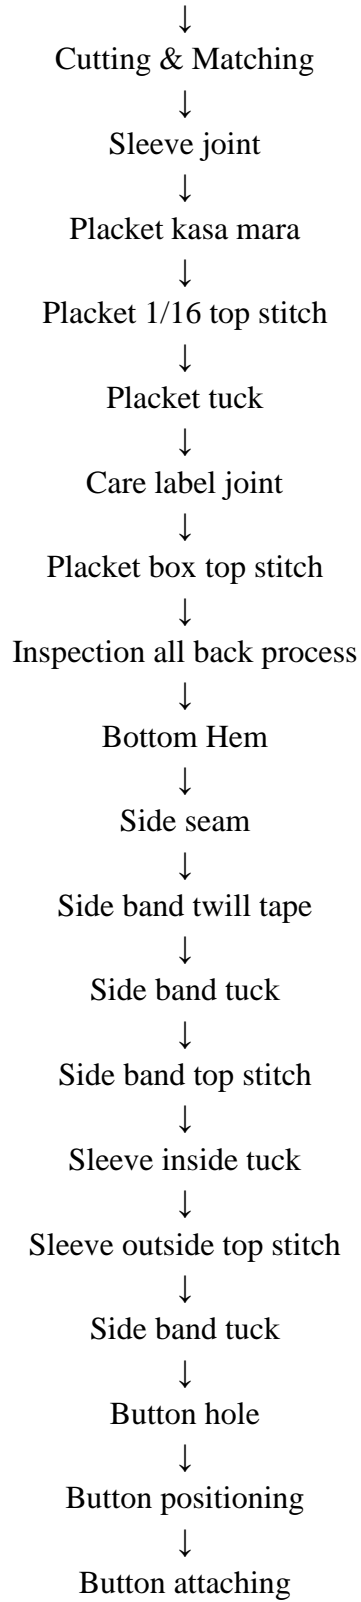 ↓
Cutting & Matching
↓
Sleeve joint
↓
Placket kasa mara
↓
Placket 1/16 top stitch
↓
Placket tuck
↓
Care label joint
↓
Placket box top stitch
↓
Inspection all back process
↓
Bottom Hem
↓
Side seam
↓
Side band twill tape
↓
Side band tuck
↓
Side band top stitch
↓
Sleeve inside tuck
↓
Sleeve outside top stitch
↓
Side band tuck
↓
Button hole
↓
Button positioning
↓
Button attaching